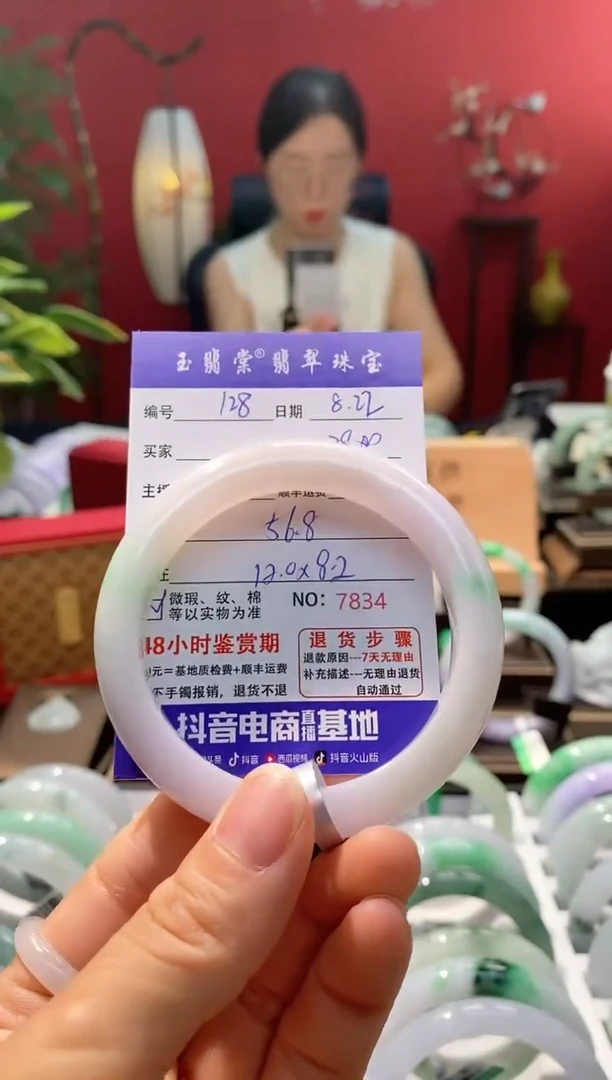 玉翡棠®翡翠珠宝
编号 128 日期 8.22
买家
主播
56.8
12.0x8.2
微瑕、纹、棉
等以实物为准
NO: 7834
48小时鉴赏期
元=基地质检费+顺丰运费
不手镯报销，退货不退
退货步骤
退款原因---7天无理由
补充描述---无理由退货
自动通过
抖音电商直播基地
抖音 西瓜视频 抖音火山版